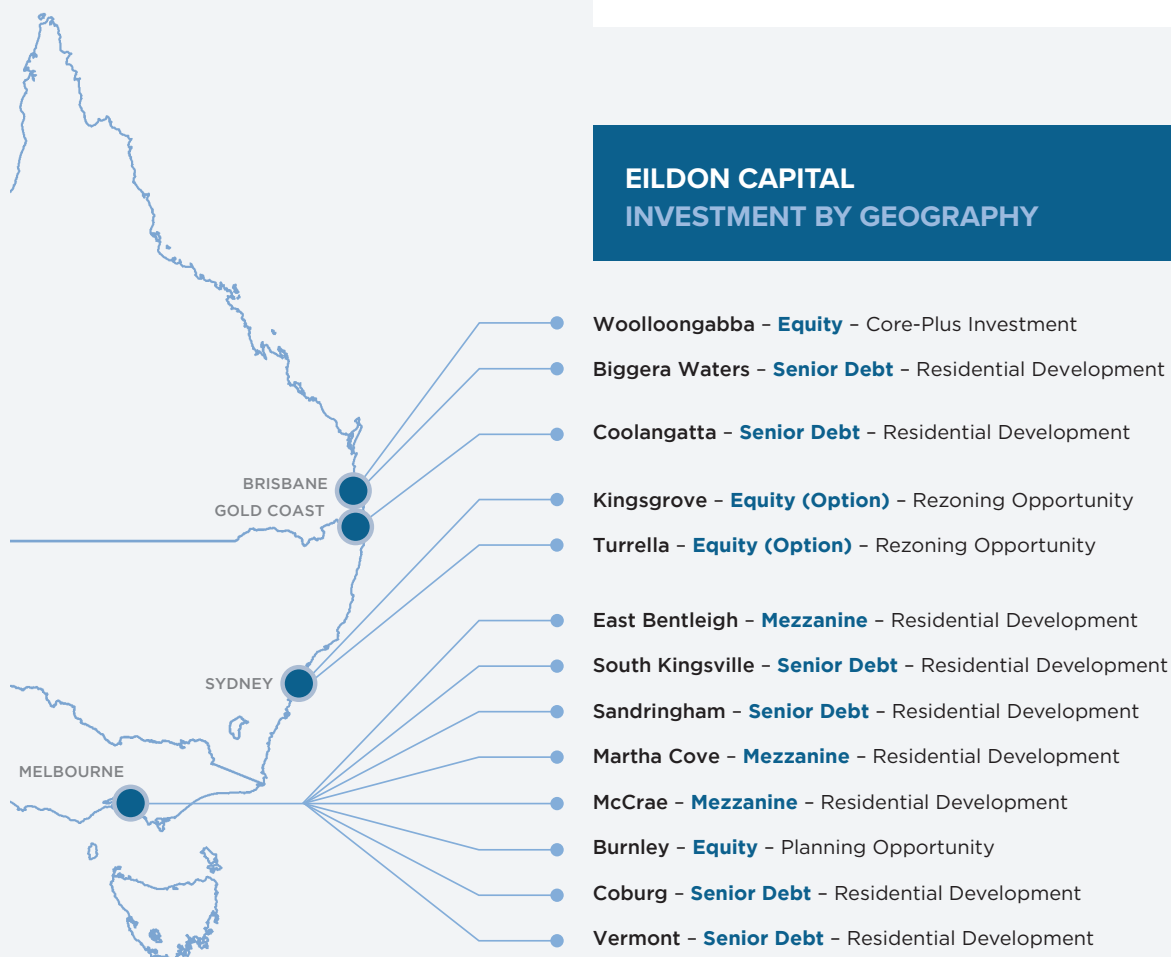 EILDON CAPITAL
INVESTMENT BY GEOGRAPHY
Woolloongabba – Equity – Core-Plus Investment
Biggera Waters – Senior Debt – Residential Development
Coolangatta – Senior Debt – Residential Development
BRISBANE
GOLD COAST
Kingsgrove – Equity (Option) – Rezoning Opportunity
Turrella – Equity (Option) – Rezoning Opportunity
East Bentleigh – Mezzanine – Residential Development
South Kingsville – Senior Debt – Residential Development
SYDNEY
Sandringham – Senior Debt – Residential Development
Martha Cove – Mezzanine – Residential Development
MELBOURNE
McCrae – Mezzanine – Residential Development
Burnley – Equity – Planning Opportunity
Coburg – Senior Debt – Residential Development
Vermont – Senior Debt – Residential Development